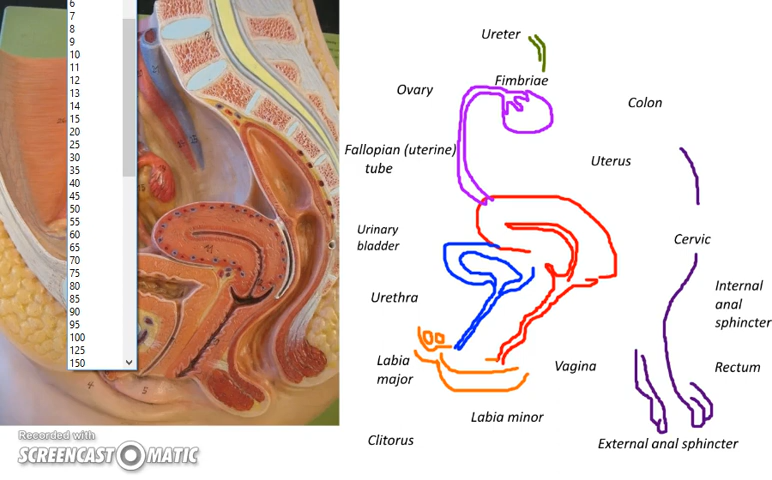 6
7
8
9
10
11
12
13
14
15
20
25
30
35
40
45
50
55
60
65
70
75
80
85
90
95
100
125
150
Recorded with
SCREENCAST MATIC
Ureter
Fimbriae
Ovary
Colon
Fallopian (uterine)
tube
Uterus
Urinary
bladder
Cervic
Urethra
Internal
anal
sphincter
Labia
major
Vagina
Rectum
Labia minor
Clitorus
External anal sphincter